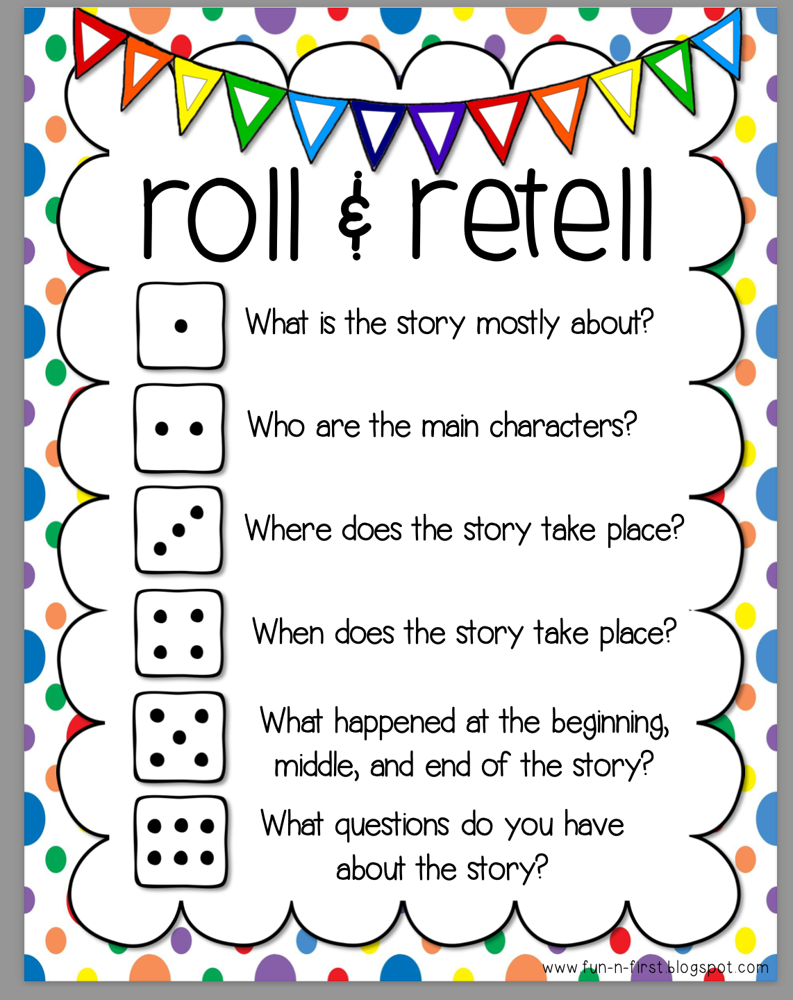 roll & retell
What is the story mostly about?
Who are the main characters?
Where does the story take place?
When does the story take place?
What happened at the beginning,
middle, and end of the story?
What questions do you have
about the story?
www.fun-n-first.blogspot.com